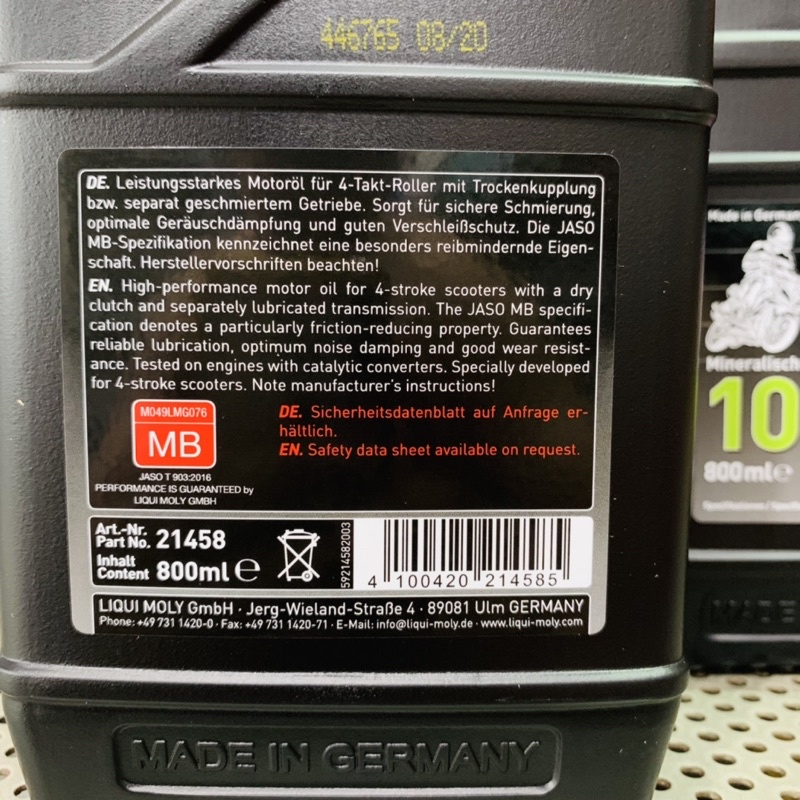 446765 08/20
DE. Leistungsstarkes Motoröl für 4-Takt-Roller mit Trockenkupplung
bzw. separat geschmiertem Getriebe. Sorgt für sichere Schmierung,
optimale Geräuschdämpfung und guten Verschleißschutz. Die JASO
MB-Spezifikation kennzeichnet eine besonders reibmindernde Eigen-
schaft. Herstellervorschriften beachten!
EN. High-performance motor oil for 4-stroke scooters with a dry
clutch and separately lubricated transmission. The JASO MB specifi-
cation denotes a particularly friction-reducing property. Guarantees
reliable lubrication, optimum noise damping and good wear resist-
ance. Tested on engines with catalytic converters. Specially developed
for 4-stroke scooters. Note manufacturer's instructions!
M049LMG076
MB
JASO T 903:2016
PERFORMANCE IS GUARANTEED by
LIQUI MOLY GMBH
DE. Sicherheitsdatenblatt auf Anfrage er-
hältlich.
EN. Safety data sheet available on request.
Art.-Nr.
Part No. 21458
Inhalt
Content 800ml e
59214582003
4 100420 214585
LIQUI MOLY GmbH · Jerg-Wieland-Straße 4 · 89081 Ulm GERMANY
Phone: +49 731 1420-0 · Fax: +49 731 1420-71 · E-Mail: info@liqui-moly.de · www.liqui-moly.com
MADE IN GERMANY
Made in German
Mineralisch
10
800ml e
MADE